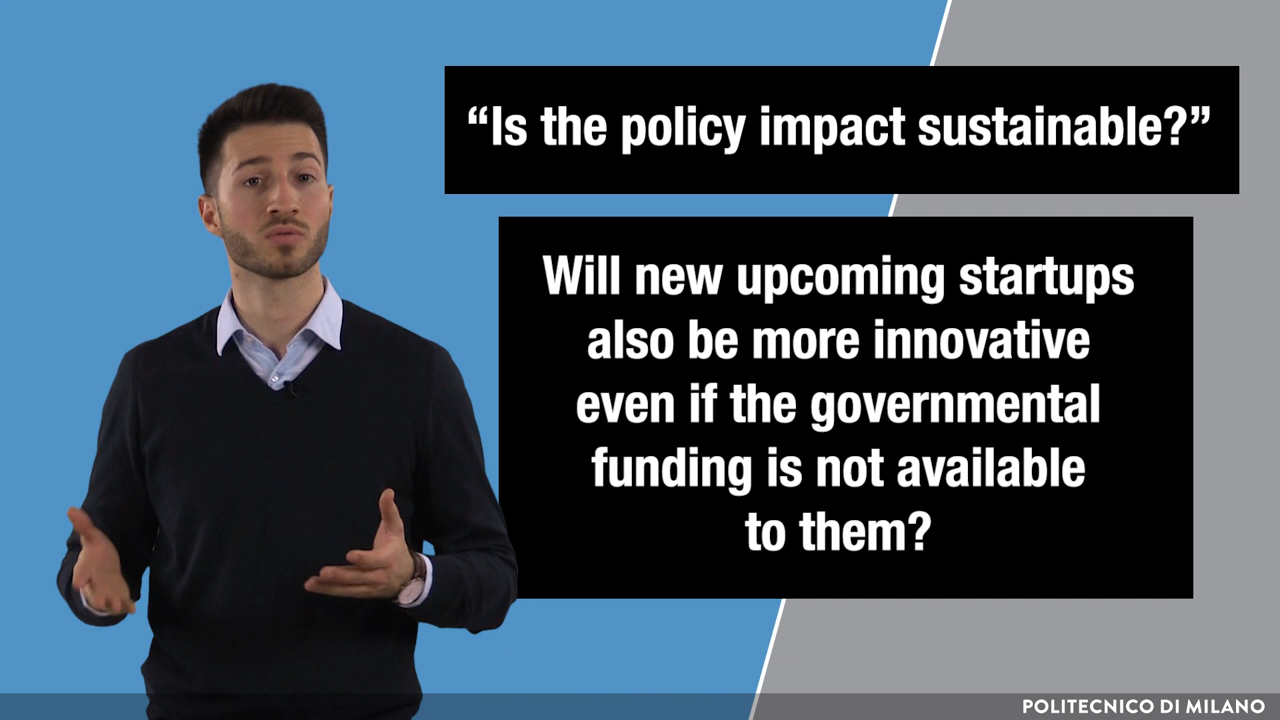 “Is the policy impact sustainable?”
Will new upcoming startups
also be more innovative
even if the governmental
funding is not available
to them?
POLITECNICO DI MILANO